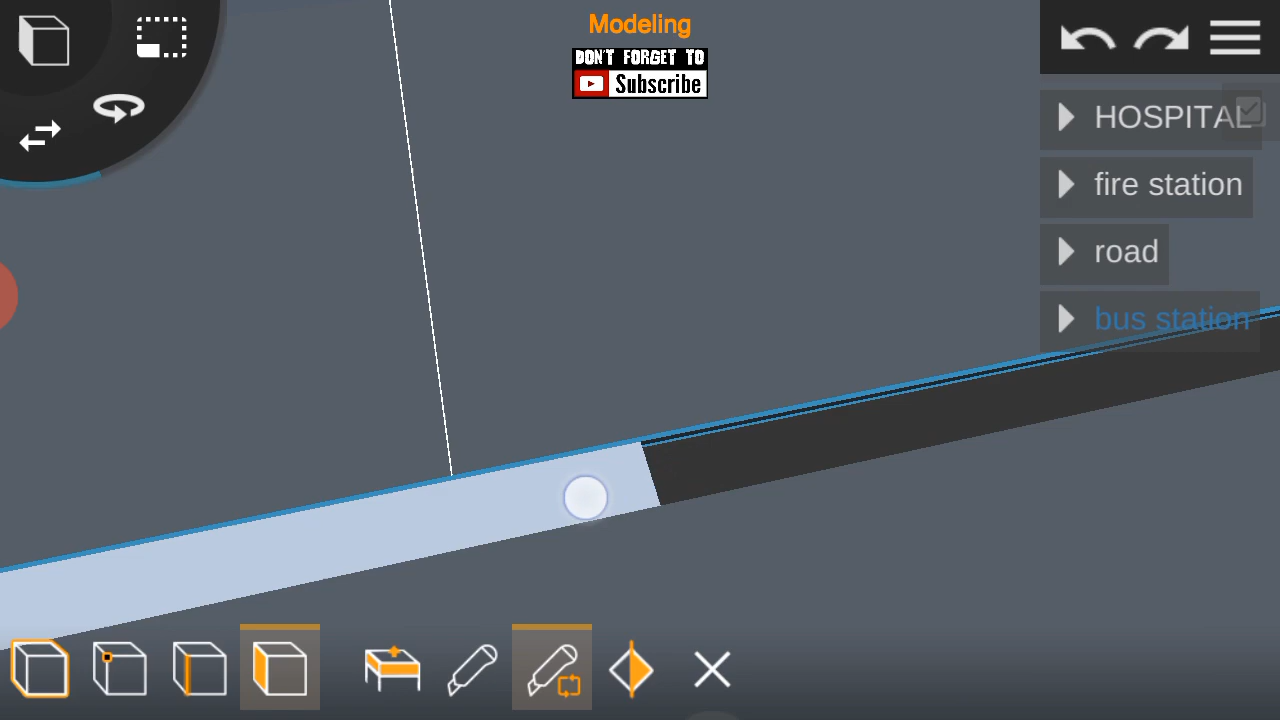 Modeling
DON'T FORGET TO
Subscribe
HOSPITAL
fire station
road
bus station